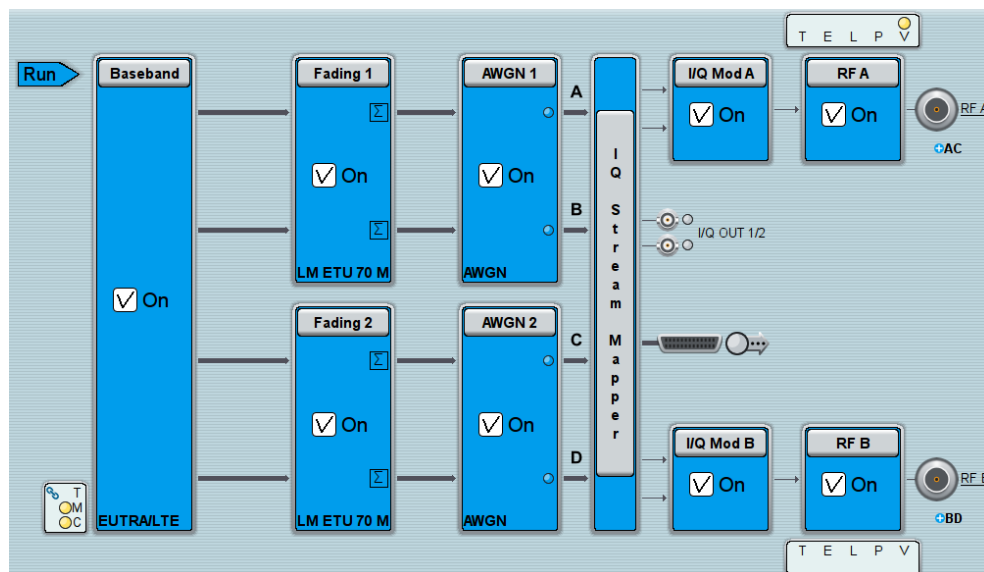 T E L P V
Run
Baseband
Fading 1
AWGN 1
A
I/Q Mod A
RF A
Σ
On
On
RF A
AC
On
On
I
Q
S
t
r
e
a
m
M
a
p
p
e
r
B
Σ
I/Q OUT 1/2
LM ETU 70 M
AWGN
On
Fading 2
AWGN 2
C
Σ
On
On
I/Q Mod B
RF B
D
Σ
On
On
RF B
BD
T
M
C
EUTRA/LTE
LM ETU 70 M
AWGN
T E L P V